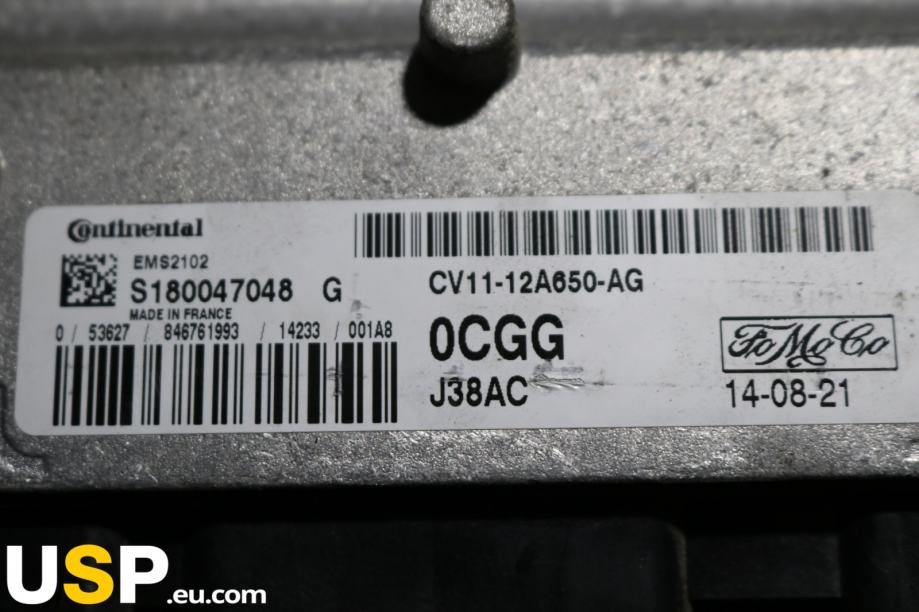 Continental
EMS2102
S180047048 G
MADE IN FRANCE
0 / 53627 / 846761993 / 14233 / 001A8
CV11-12A650-AG
0CGG
J38AC
FoMoCo
14-08-21
USP.eu.com